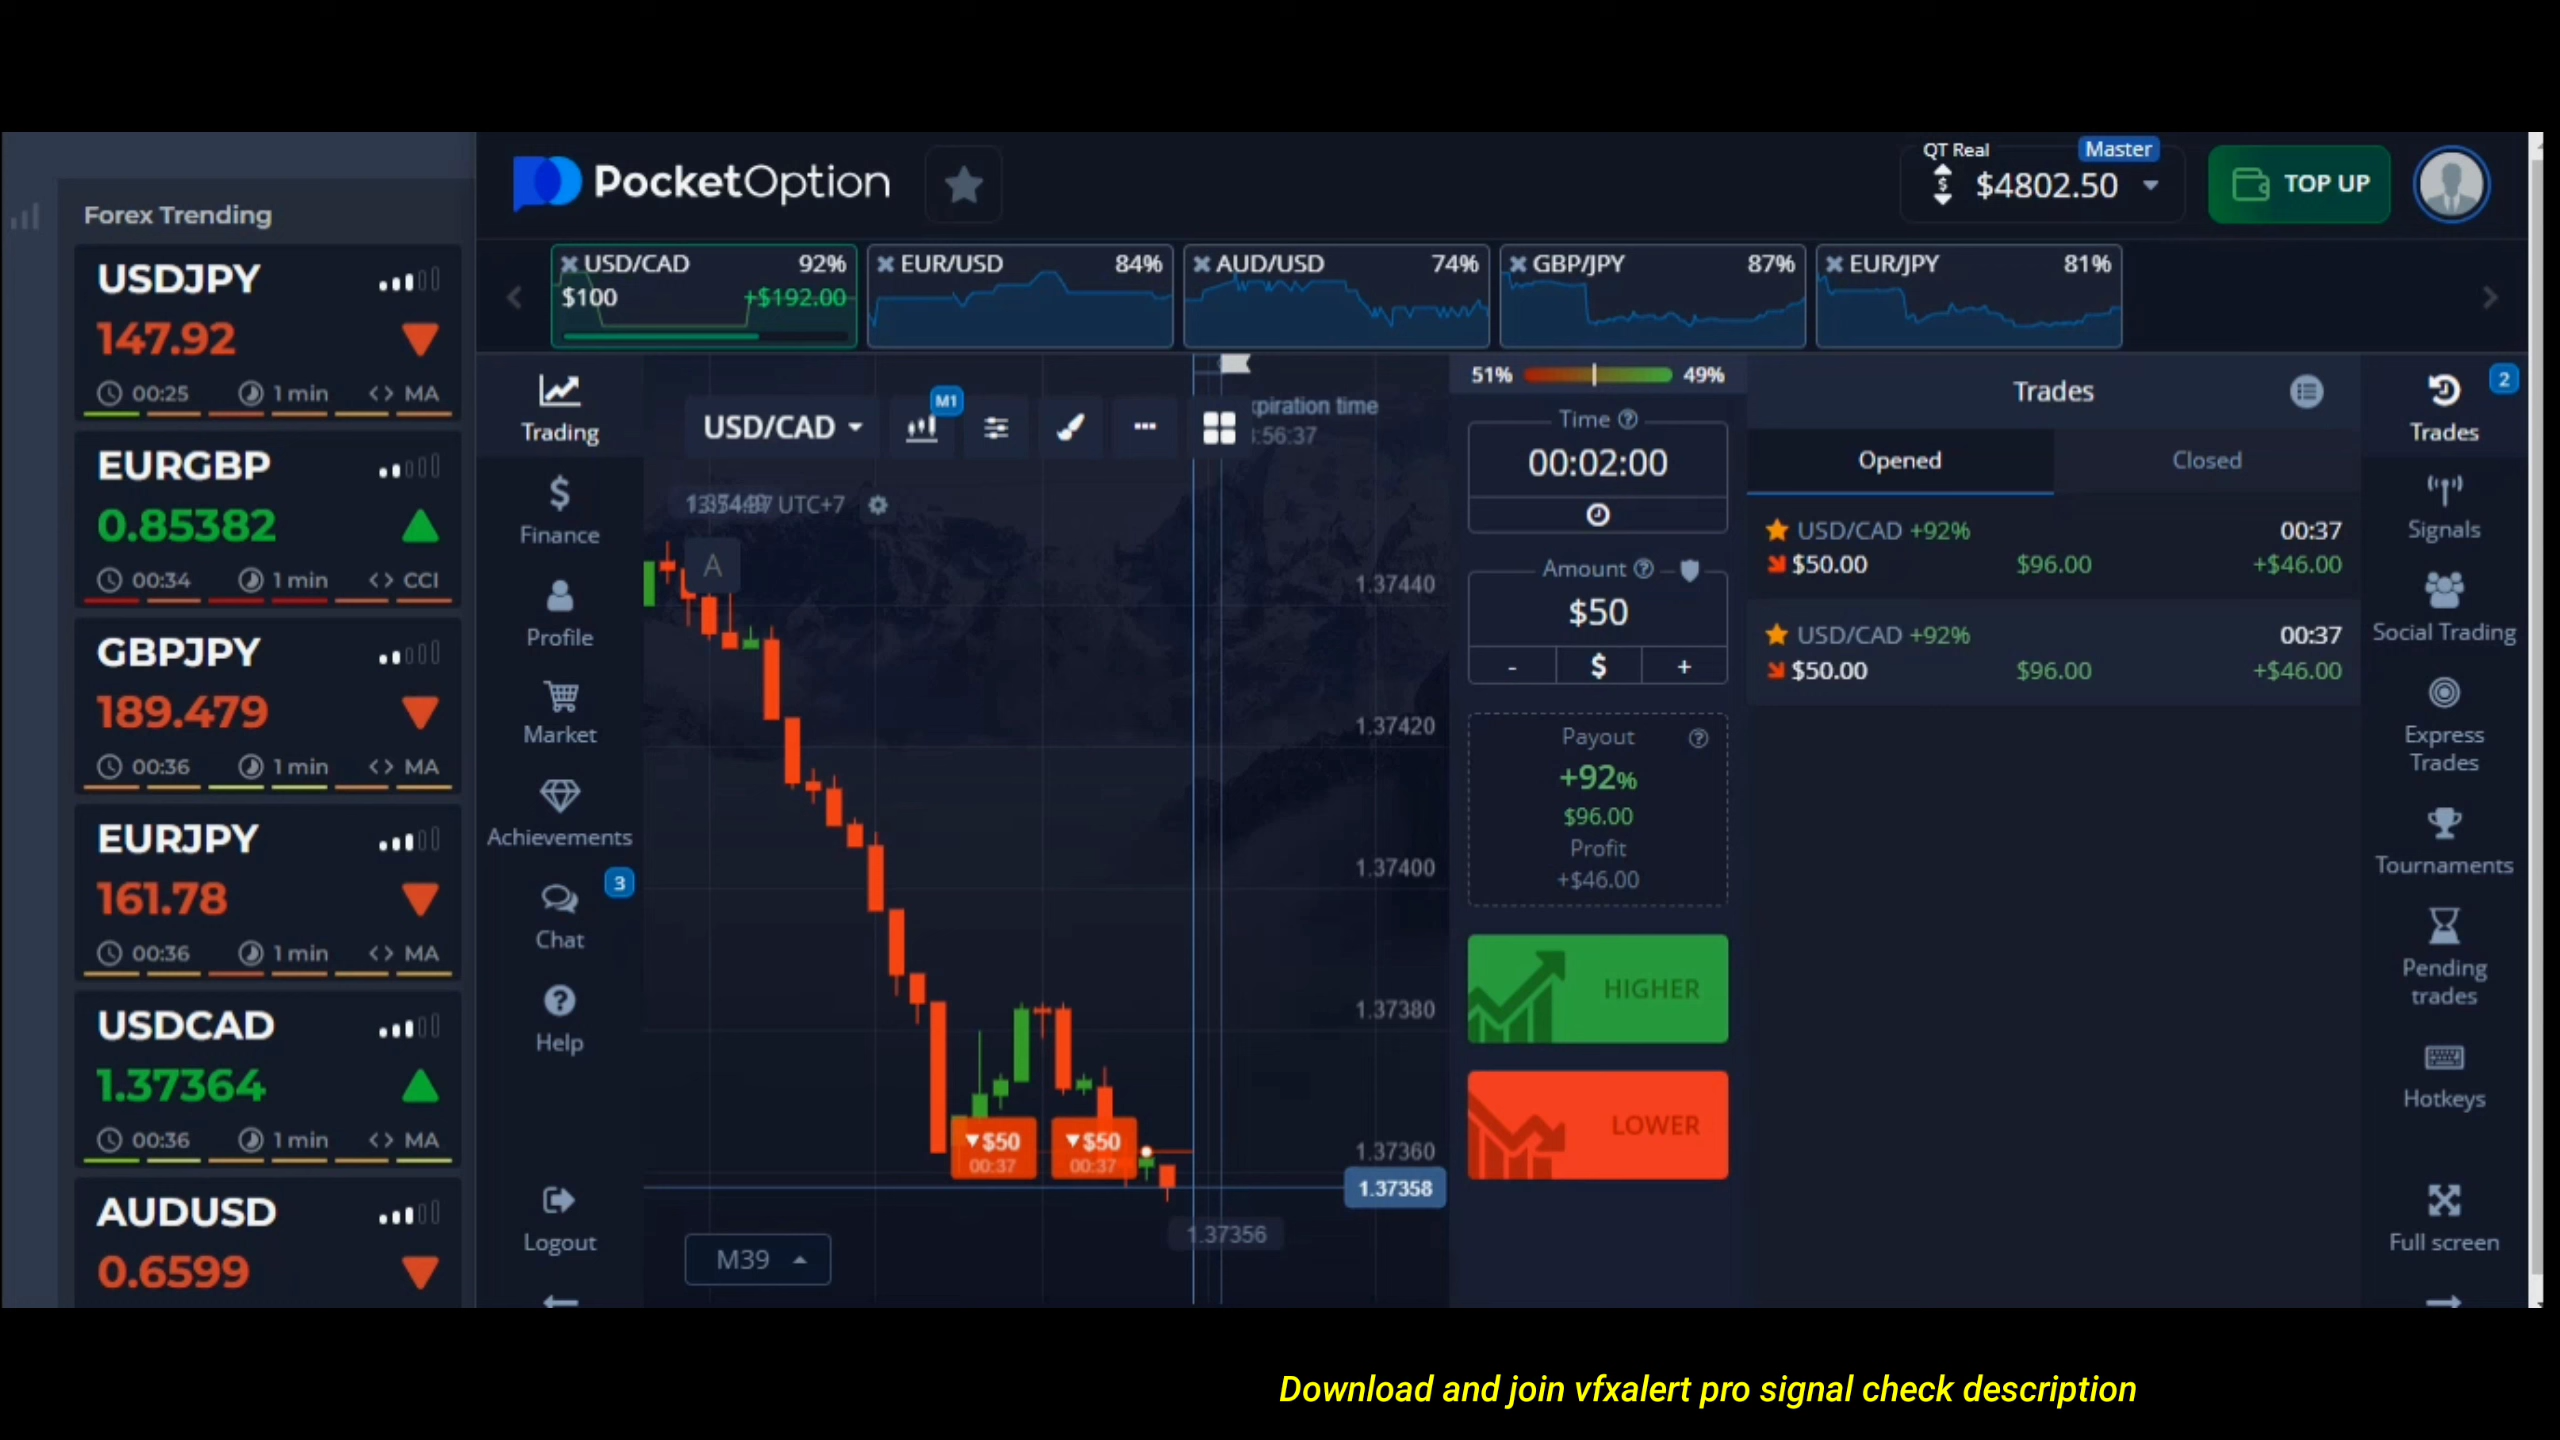 Forex Trending
USDJPY
147.92
00:25 1 min <> MA
EURGBP
0.85382
00:34 1 min <> CCI
GBPJPY
189.479
00:36 1 min <> MA
EURJPY
161.78
00:36 1 min <> MA
USDCAD
1.37364
00:36 1 min <> MA
AUDUSD
0.6599
PocketOption
QT Real Master
$4802.50
TOP UP
USD/CAD 92%
$100 +$192.00
EUR/USD 84%
AUD/USD 74%
GBP/JPY 87%
EUR/JPY 81%
Trading
Finance
Profile
Market
Achievements
3
Chat
Help
Logout
USD/CAD
M1
xpiration time
:56:37
UTC+7
A
1.37440
1.37420
1.37400
1.37380
1.37360
1.37358
1.37356
$50
00:37
$50
00:37
M39
51% 49%
Time
00:02:00
Amount
$50
- $ +
Payout
+92%
$96.00
Profit
+$46.00
HIGHER
LOWER
Trades
Opened Closed
USD/CAD +92% 00:37
$50.00 $96.00 +$46.00
USD/CAD +92% 00:37
$50.00 $96.00 +$46.00
2
Trades
Signals
Social Trading
Express
Trades
Tournaments
Pending
trades
Hotkeys
Full screen
Download and join vfxalert pro signal check description